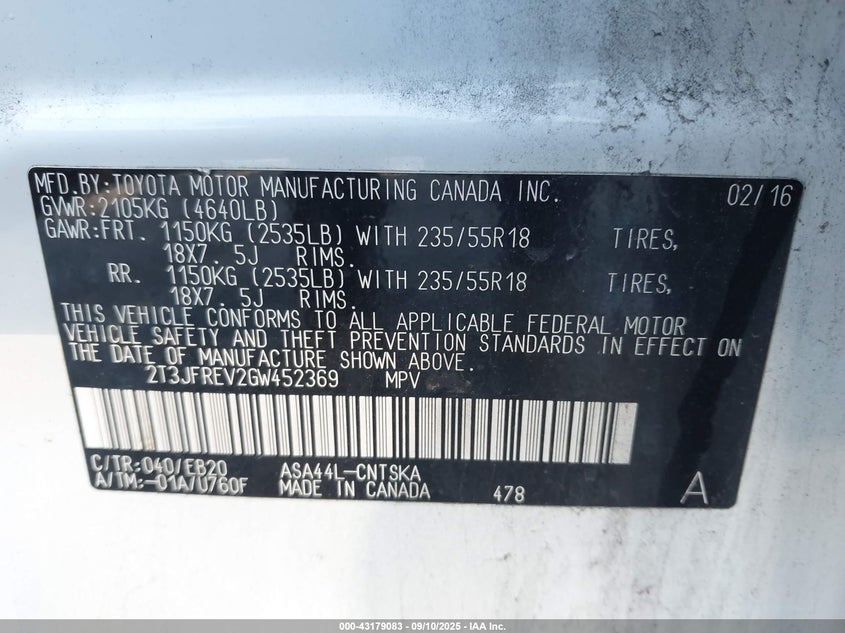 MFD.BY:TOYOTA MOTOR MANUFACTURING CANADA INC. 02/16
GVWR:2105KG (4640LB)
GAWR:FRT. 1150KG (2535LB) WITH 235/55R18 TIRES,
18X7. 5J RIMS.
RR. 1150KG (2535LB) WITH 235/55R18 TIRES,
18X7. 5J RIMS.
THIS VEHICLE CONFORMS TO ALL APPLICABLE FEDERAL MOTOR
VEHICLE SAFETY AND THEFT PREVENTION STANDARDS IN EFFECT ON
THE DATE OF MANUFACTURE SHOWN ABOVE.
2T3JFREV2GW452369 MPV
C/TR:040/EB20 ASA44L-CNTSKA
A/TM:-01A/U760F MADE IN CANADA 478 A
000-43179083 - 09/10/2025 - IAA Inc.